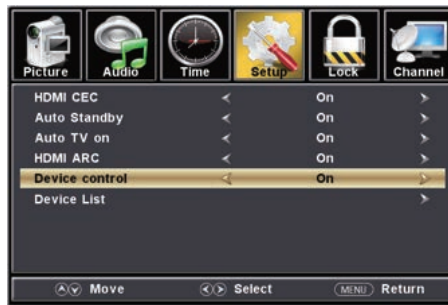 Picture Audio Time Setup Lock Channel
HDMI CEC On
Auto Standby On
Auto TV on On
HDMI ARC On
Device control On
Device List
Move Select MENU Return